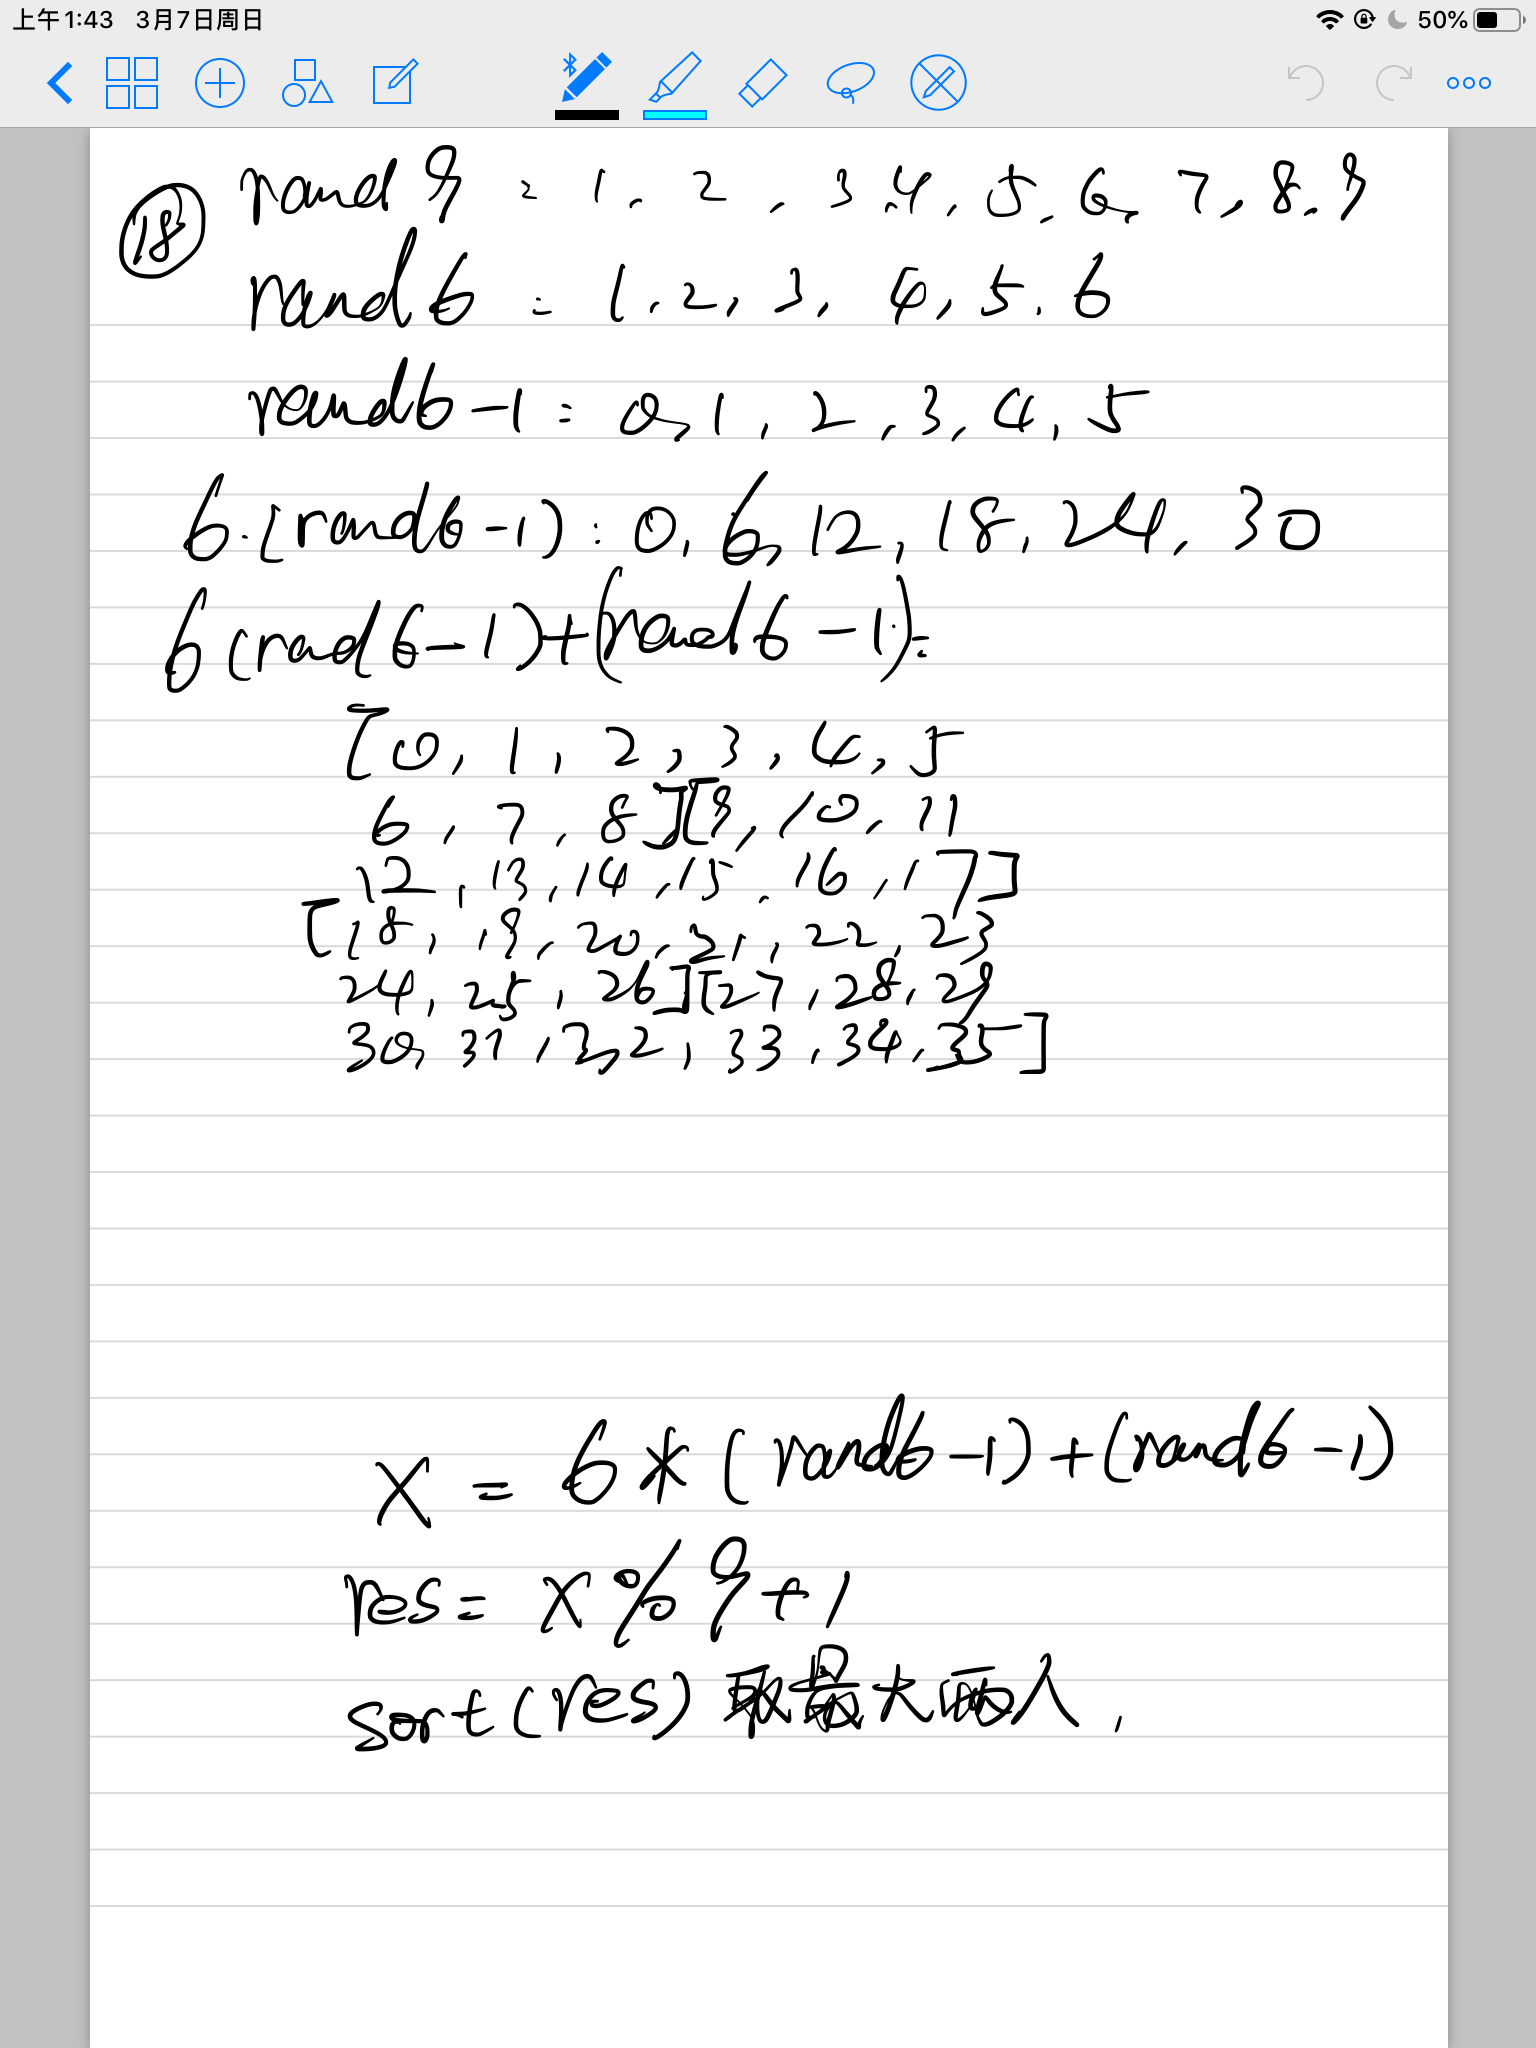 上午1:43 3月7日周日 50%
⑱ rand 9 = 1. 2 . 3.4, 5. 6, 7, 8. 9
rand 6 = 1. 2, 3, 4, 5. 6
rand6-1 = 0, 1, 2, 3, 4, 5
6·(rand6-1) : 0, 6, 12, 18, 24, 30
6(rad6-1)+(rand6-1) =
[0, 1, 2, 3, 4, 5
6, 7, 8][9, 10, 11
12, 13, 14, 15. 16, 17]
[18, 19, 20, 21, 22, 23
24, 25, 26][27, 28, 29
30, 31, 32, 33, 34, 35]
X = 6 * (rand6-1)+(rand6-1)
res = X % 9+1
sort(res) 取最大两人.